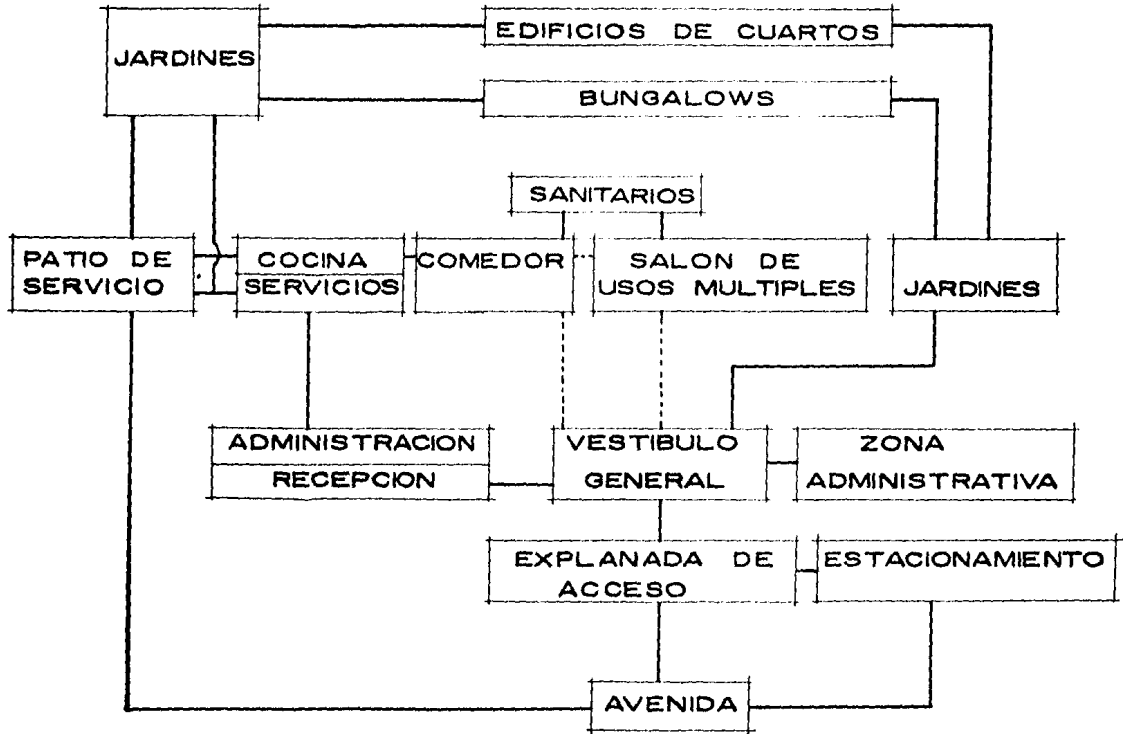 EDIFICIOS DE CUARTOS
JARDINES
BUNGALOWS
SANITARIOS
PATIO DE
SERVICIO
COCINA
SERVICIOS
COMEDOR
SALON DE
USOS MULTIPLES
JARDINES
ADMINISTRACION
RECEPCION
VESTIBULO
GENERAL
ZONA
ADMINISTRATIVA
EXPLANADA DE
ACCESO
ESTACIONAMIENTO
AVENIDA